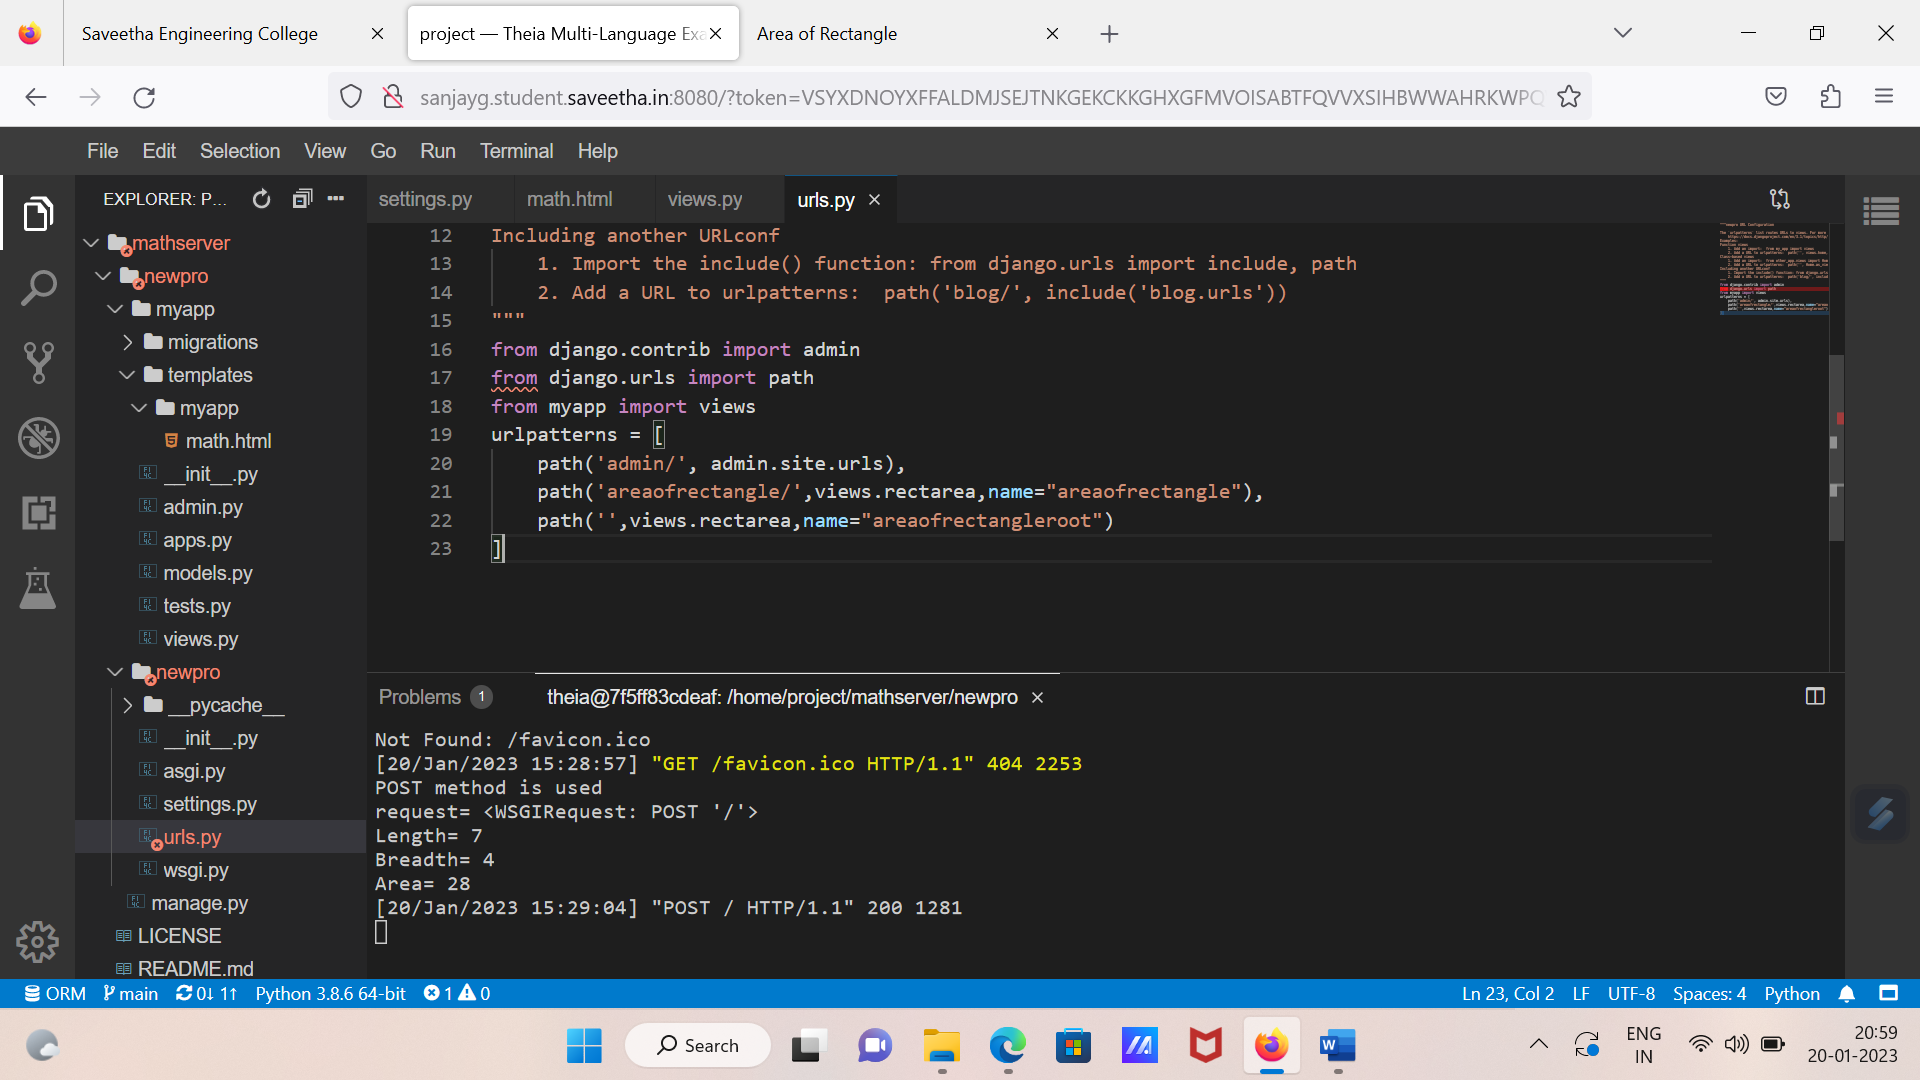 Saveetha Engineering College
project — Theia Multi-Language Exa
Area of Rectangle
sanjayg.student.saveetha.in:8080/?token=VSYXDNOYXFFALDMJSEJTNKGEKCKKGHXGFMVOISABTFQVVXSIHBWWAHRKWPQ
File Edit Selection View Go Run Terminal Help
EXPLORER: P...
settings.py math.html views.py urls.py
mathserver
newpro
myapp
migrations
templates
myapp
math.html
__init__.py
admin.py
apps.py
models.py
tests.py
views.py
newpro
__pycache__
__init__.py
asgi.py
settings.py
urls.py
wsgi.py
manage.py
LICENSE
README.md
12 Including another URLconf
13 1. Import the include() function: from django.urls import include, path
14 2. Add a URL to urlpatterns:  path('blog/', include('blog.urls'))
15 """
16 from django.contrib import admin
17 from django.urls import path
18 from myapp import views
19 urlpatterns = [
20 path('admin/', admin.site.urls),
21 path('areaofrectangle/',views.rectarea,name="areaofrectangle"),
22 path('',views.rectarea,name="areaofrectangleroot")
23 ]
Problems 1
theia@7f5ff83cdeaf: /home/project/mathserver/newpro
Not Found: /favicon.ico
[20/Jan/2023 15:28:57] "GET /favicon.ico HTTP/1.1" 404 2253
POST method is used
request= <WSGIRequest: POST '/'>
Length= 7
Breadth= 4
Area= 28
[20/Jan/2023 15:29:04] "POST / HTTP/1.1" 200 1281
ORM main 0↓ 1↑ Python 3.8.6 64-bit 1 0
Ln 23, Col 2 LF UTF-8 Spaces: 4 Python
Search
ENG
IN
20:59
20-01-2023